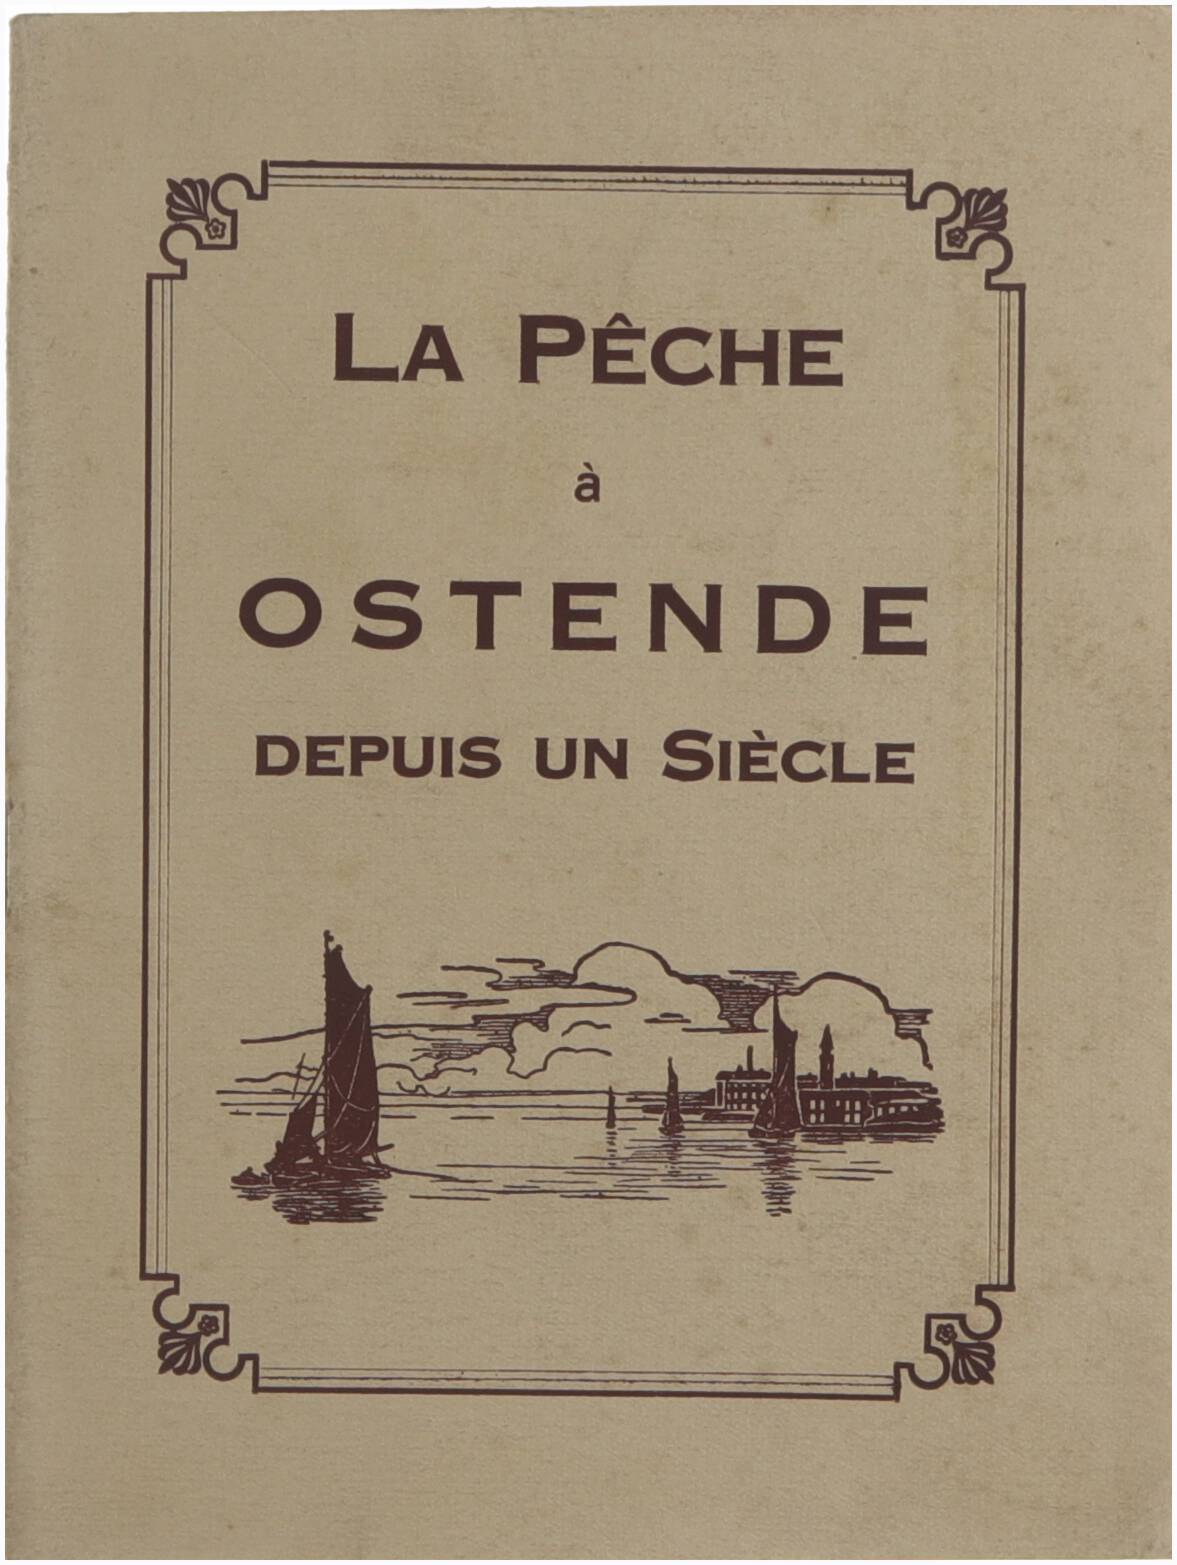 LA PÊCHE
à
OSTENDE
DEPUIS UN SIÈCLE